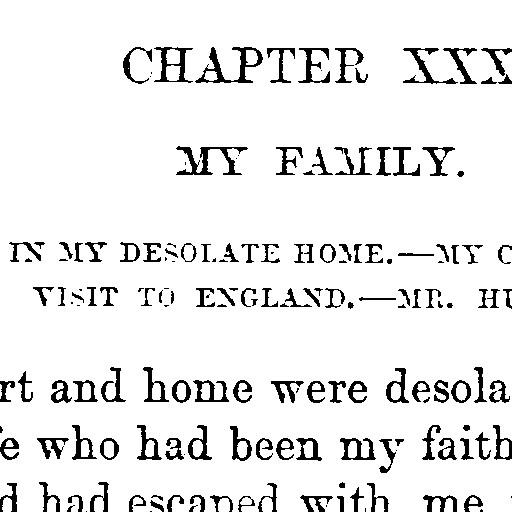 CHAPTER XXX
MY FAMILY.
IN MY DESOLATE HOME.—MY C
VISIT TO ENGLAND.—MR. HU
rt and home were desola
fe who had been my faith
d had escaped with me